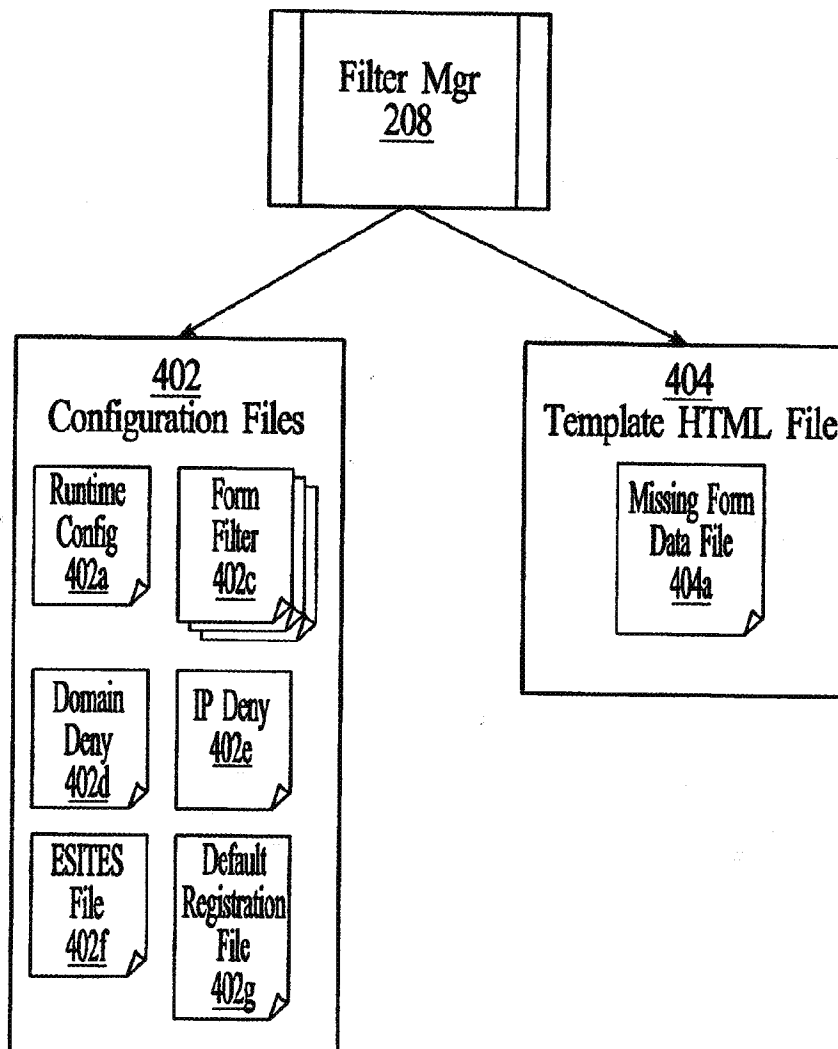 Filter Mgr
208
402
Configuration Files
Runtime
Config
402a
Form
Filter
402c
Domain
Deny
402d
IP Deny
402e
ESITES
File
402f
Default
Registration
File
402g
404
Template HTML File
Missing Form
Data File
404a